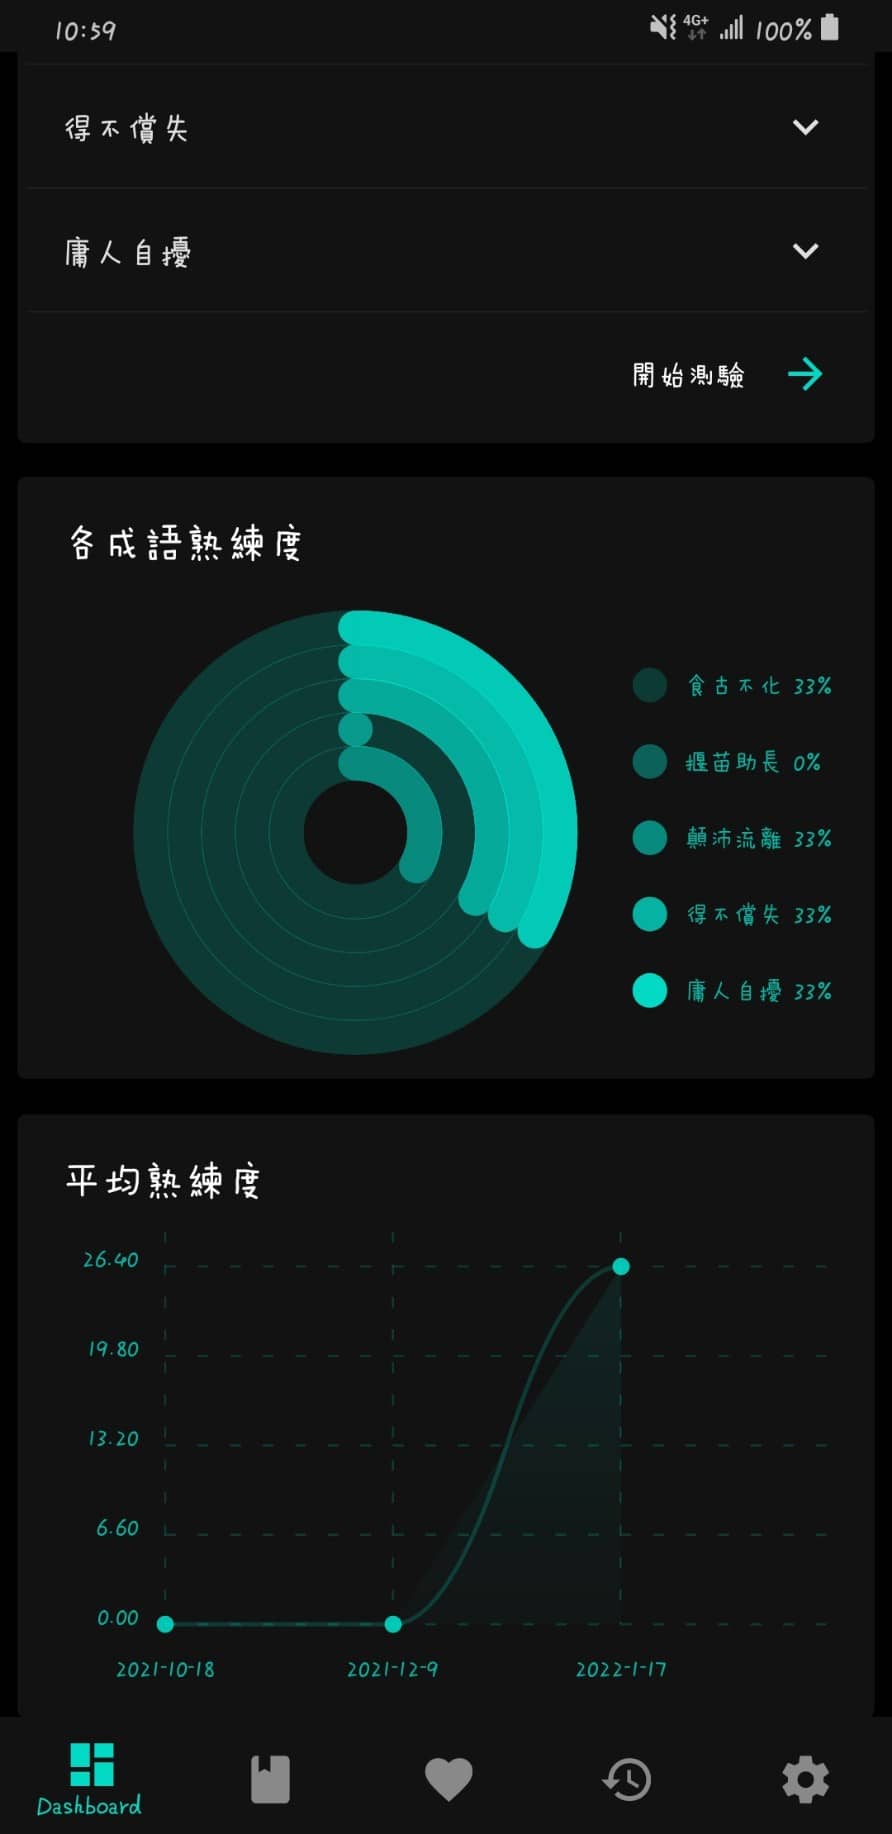 10:59 4G+ 100%
得不償失
庸人自擾
開始測驗
各成語熟練度
食古不化 33%
揠苗助長 0%
顛沛流離 33%
得不償失 33%
庸人自擾 33%
平均熟練度
26.40
19.80
13.20
6.60
0.00
2021-10-18 2021-12-9 2022-1-17
Dashboard